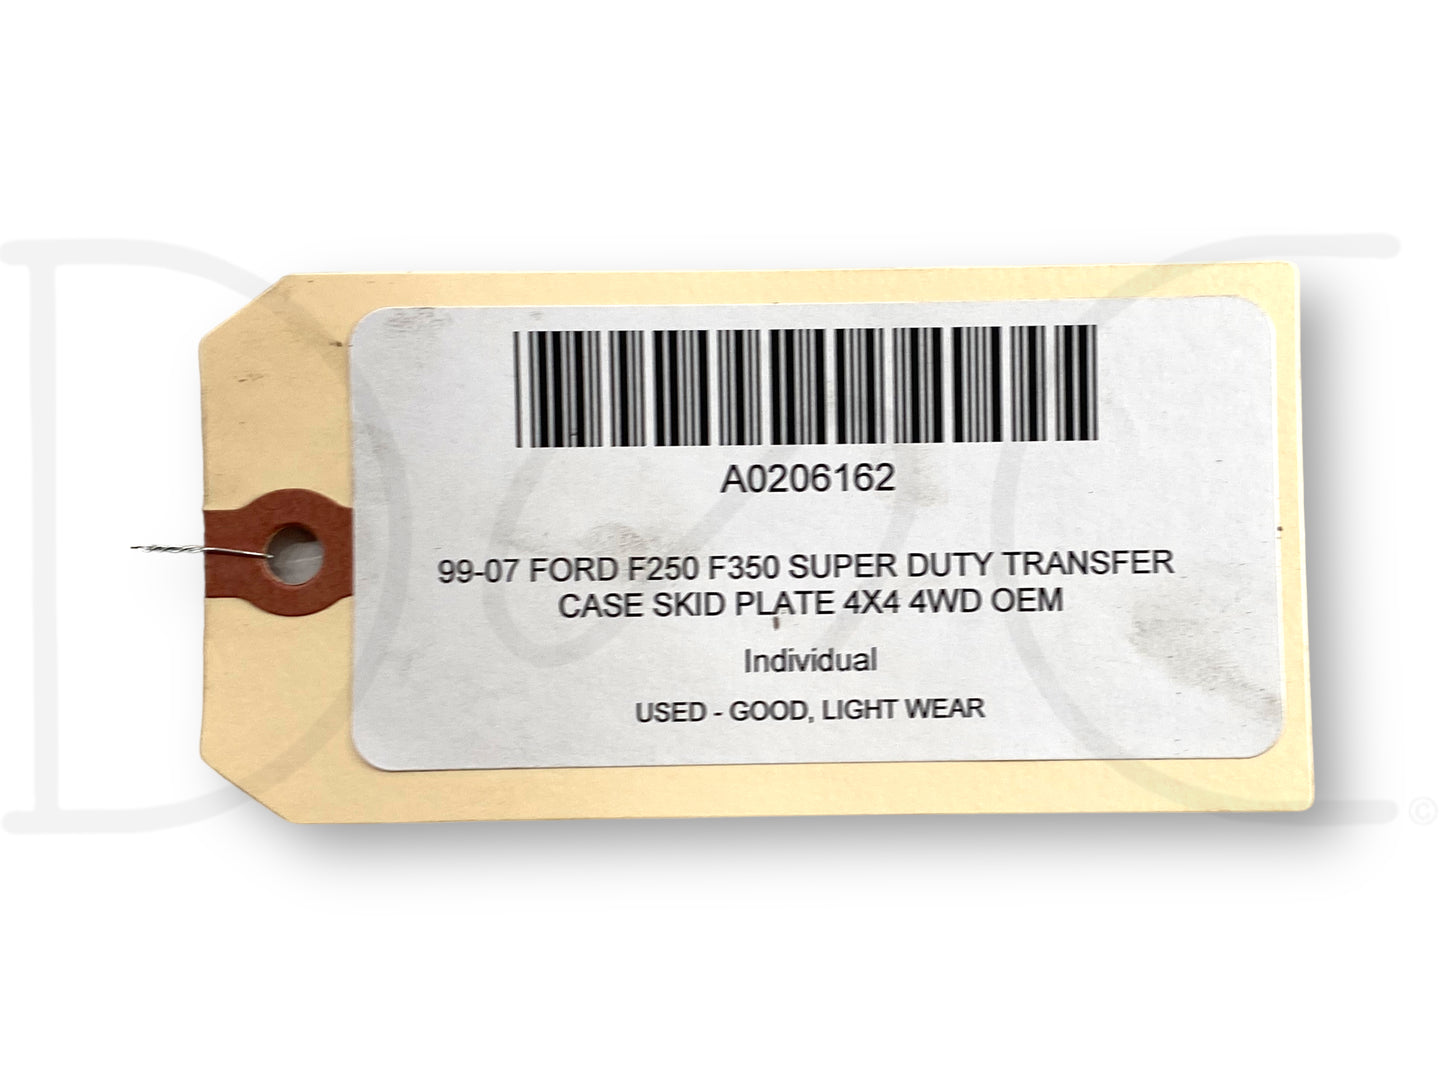 A0206162
99-07 FORD F250 F350 SUPER DUTY TRANSFER
CASE SKID PLATE 4X4 4WD OEM
Individual
USED - GOOD, LIGHT WEAR
©